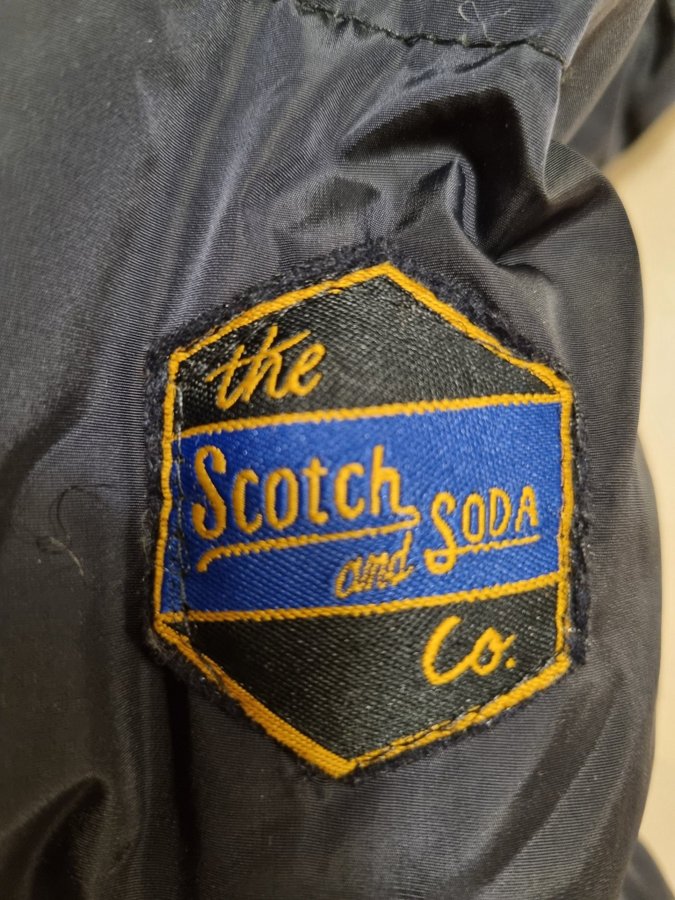 the
Scotch
and SODA
Co.